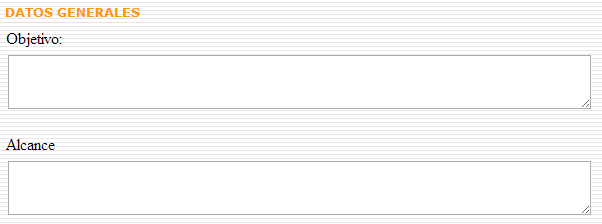 DATOS GENERALES
Objetivo:
Alcance